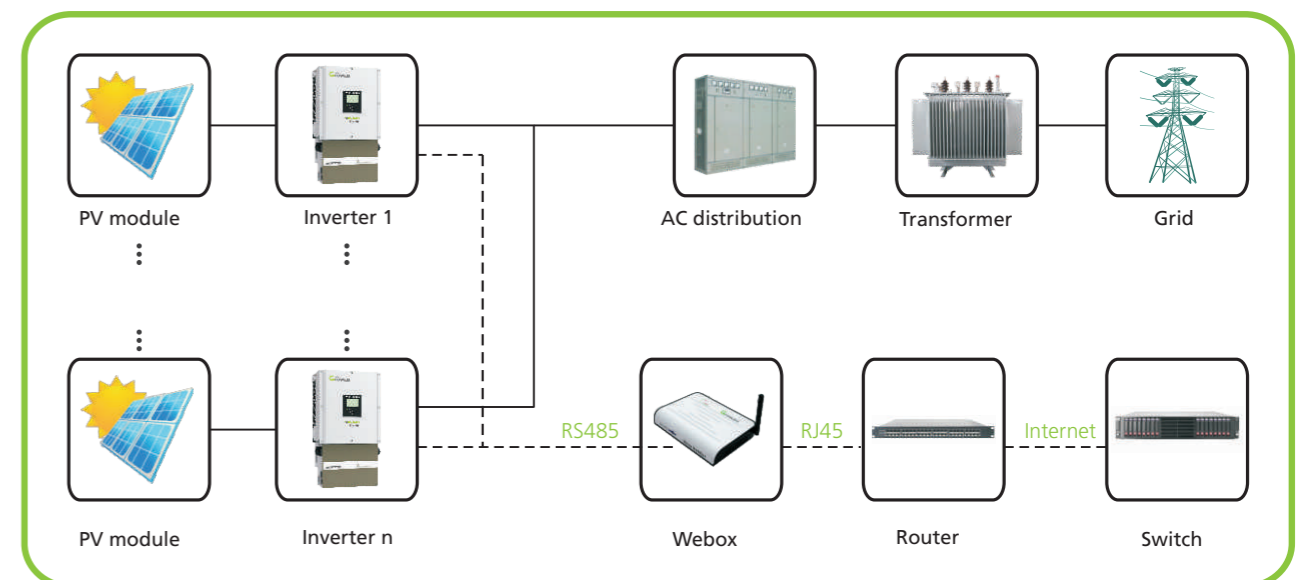 PV module
Inverter 1
AC distribution
Transformer
Grid
RS485
RJ45
Internet
PV module
Inverter n
Webox
Router
Switch